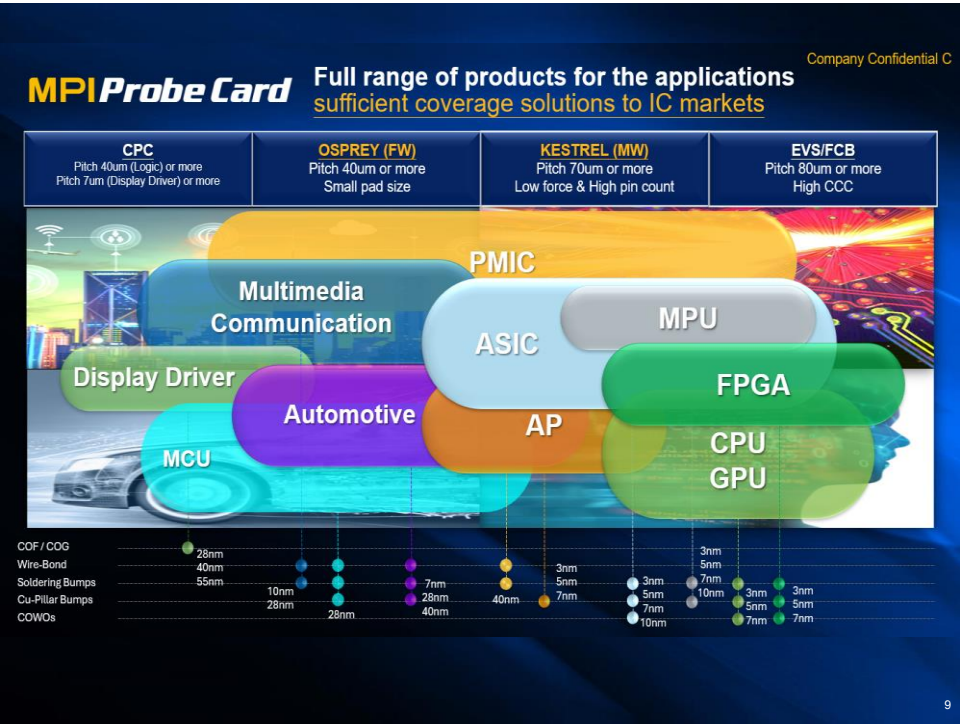 Company Confidential C
MPI Probe Card
Full range of products for the applications
sufficient coverage solutions to IC markets
CPC
Pitch 40um (Logic) or more
Pitch 7um (Display Driver) or more
OSPREY (FW)
Pitch 40um or more
Small pad size
KESTREL (MW)
Pitch 70um or more
Low force & High pin count
EVS/FCB
Pitch 80um or more
High CCC
PMIC
Multimedia
Communication
ASIC
MPU
Display Driver
FPGA
Automotive
AP
MCU
CPU
GPU
COF / COG
Wire-Bond
Soldering Bumps
Cu-Pillar Bumps
COWOs
28nm
40nm
55nm
10nm
28nm
28nm
7nm
28nm
40nm
40nm
3nm
5nm
7nm
3nm
5nm
7nm
10nm
3nm
5nm
7nm
10nm
3nm
5nm
7nm
3nm
5nm
7nm
9